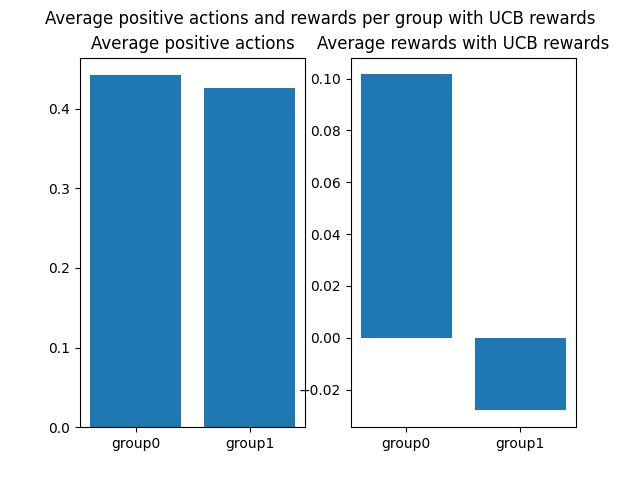 Average positive actions and rewards per group with UCB rewards
Average positive actions
0.4
0.3
0.2
0.1
0.0
group0
group1
Average rewards with UCB rewards
0.10
0.08
0.06
0.04
0.02
0.00
−0.02
group0
group1